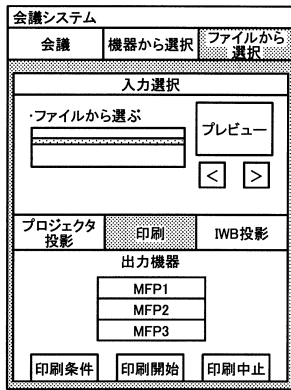 会議システム
会議 機器から選択 ファイルから
選択
入力選択
・ファイルから選ぶ
プレビュー
< >
プロジェクタ
投影 印刷 IWB投影
出力機器
MFP1
MFP2
MFP3
印刷条件 印刷開始 印刷中止